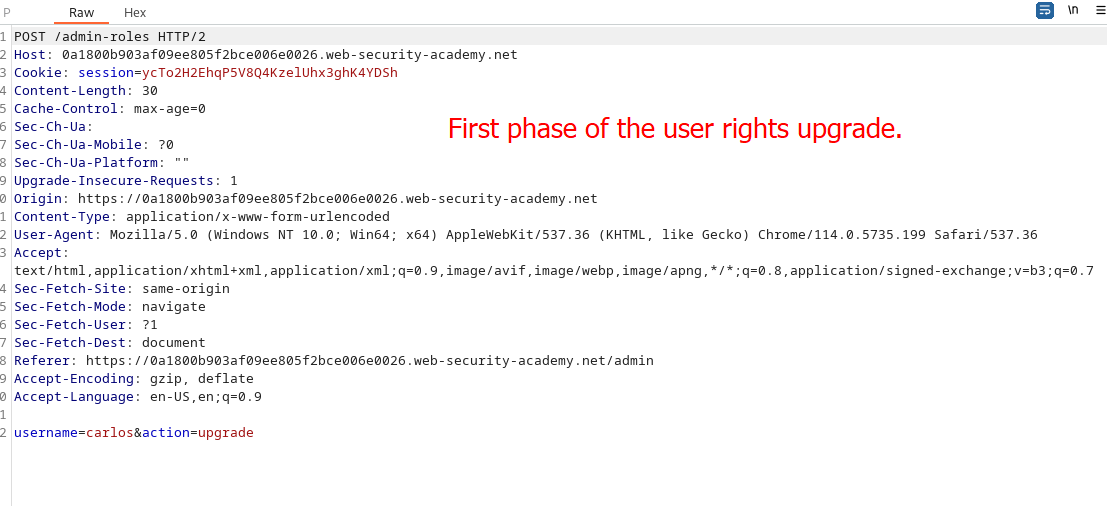 P Raw Hex \n
1 POST /admin-roles HTTP/2
2 Host: 0a1800b903af09ee805f2bce006e0026.web-security-academy.net
3 Cookie: session=ycTo2H2EhqP5V8Q4KzelUhx3ghK4YDSh
4 Content-Length: 30
5 Cache-Control: max-age=0
First phase of the user rights upgrade.
6 Sec-Ch-Ua:
7 Sec-Ch-Ua-Mobile: ?0
8 Sec-Ch-Ua-Platform: ""
9 Upgrade-Insecure-Requests: 1
0 Origin: https://0a1800b903af09ee805f2bce006e0026.web-security-academy.net
1 Content-Type: application/x-www-form-urlencoded
2 User-Agent: Mozilla/5.0 (Windows NT 10.0; Win64; x64) AppleWebKit/537.36 (KHTML, like Gecko) Chrome/114.0.5735.199 Safari/537.36
3 Accept:
text/html,application/xhtml+xml,application/xml;q=0.9,image/avif,image/webp,image/apng,*/*;q=0.8,application/signed-exchange;v=b3;q=0.7
4 Sec-Fetch-Site: same-origin
5 Sec-Fetch-Mode: navigate
6 Sec-Fetch-User: ?1
7 Sec-Fetch-Dest: document
8 Referer: https://0a1800b903af09ee805f2bce006e0026.web-security-academy.net/admin
9 Accept-Encoding: gzip, deflate
0 Accept-Language: en-US,en;q=0.9
1
2 username=carlos&action=upgrade